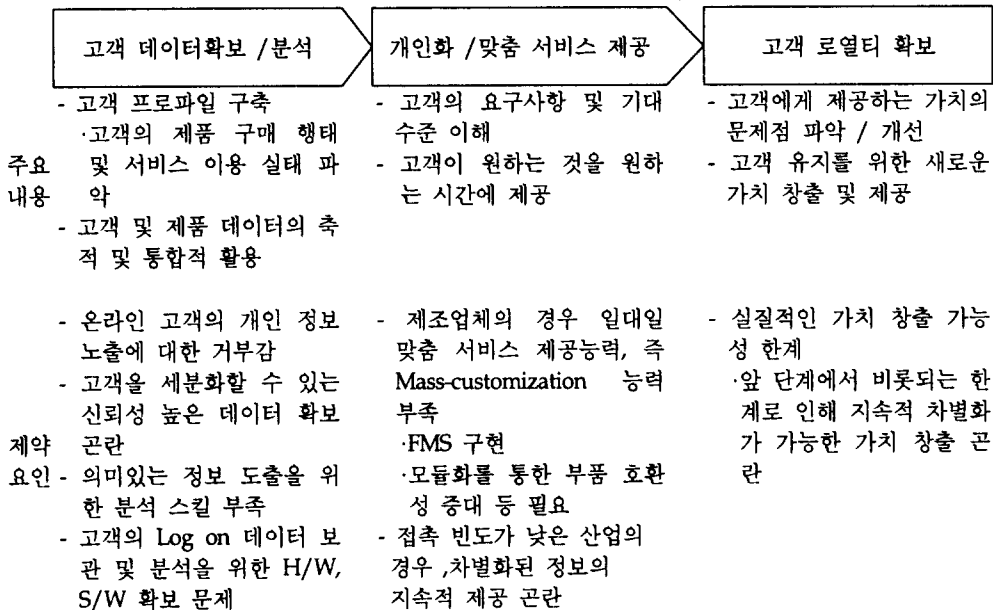 고객 데이터확보 /분석
개인화 /맞춤 서비스 제공
고객 로열티 확보
주요
내용
- 고객 프로파일 구축
·고객의 제품 구매 행태
및 서비스 이용 실태 파
악
- 고객 및 제품 데이터의 축
적 및 통합적 활용
- 고객의 요구사항 및 기대
수준 이해
- 고객이 원하는 것을 원하
는 시간에 제공
- 고객에게 제공하는 가치의
문제점 파악 / 개선
- 고객 유지를 위한 새로운
가치 창출 및 제공
제약
요인
- 온라인 고객의 개인 정보
노출에 대한 거부감
- 고객을 세분화할 수 있는
신뢰성 높은 데이터 확보
곤란
- 의미있는 정보 도출을 위
한 분석 스킬 부족
- 고객의 Log on 데이터 보
관 및 분석을 위한 H/W,
S/W 확보 문제
- 제조업체의 경우 일대일
맞춤 서비스 제공능력, 즉
Mass-customization 능력
부족
·FMS 구현
·모듈화를 통한 부품 호환
성 증대 등 필요
- 접촉 빈도가 낮은 산업의
경우 ,차별화된 정보의
지속적 제공 곤란
- 실질적인 가치 창출 가능
성 한계
·앞 단계에서 비롯되는 한
계로 인해 지속적 차별화
가 가능한 가치 창출 곤
란